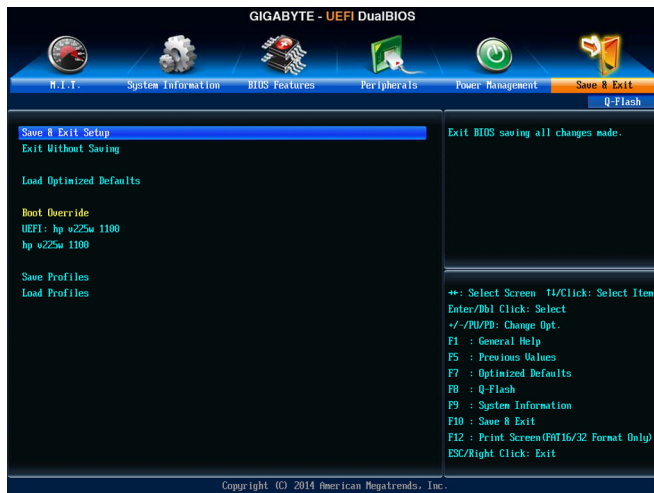 GIGABYTE - UEFI DualBIOS
M.I.T. System Information BIOS Features Peripherals Power Management Save & Exit
Q-Flash
Save & Exit Setup
Exit Without Saving
Load Optimized Defaults
Boot Override
UEFI: hp v225w 1100
hp v225w 1100
Save Profiles
Load Profiles
Exit BIOS saving all changes made.
↔: Select Screen ↑↓/Click: Select Item
Enter/Dbl Click: Select
+/-/PU/PD: Change Opt.
F1 : General Help
F5 : Previous Values
F7 : Optimized Defaults
F8 : Q-Flash
F9 : System Information
F10 : Save & Exit
F12 : Print Screen(FAT16/32 Format Only)
ESC/Right Click: Exit
Copyright (C) 2014 American Megatrends, Inc.